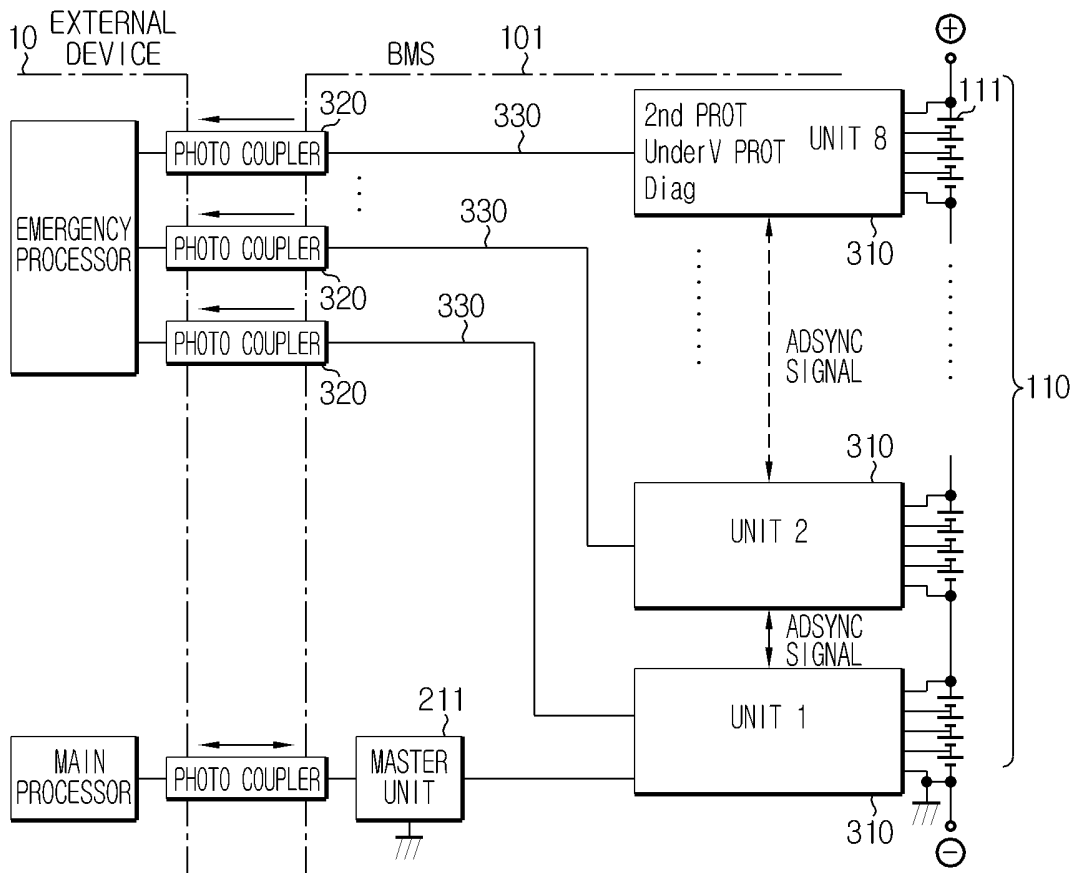 EXTERNAL
DEVICE
10
BMS
101
+
320
PHOTO COUPLER
330
2nd PROT
UnderV PROT
Diag
UNIT 8
111
310
EMERGENCY
PROCESSOR
PHOTO COUPLER
320
330
PHOTO COUPLER
320
330
ADSYNC
SIGNAL
110
310
UNIT 2
ADSYNC
SIGNAL
UNIT 1
310
211
MAIN
PROCESSOR
PHOTO COUPLER
MASTER
UNIT
−